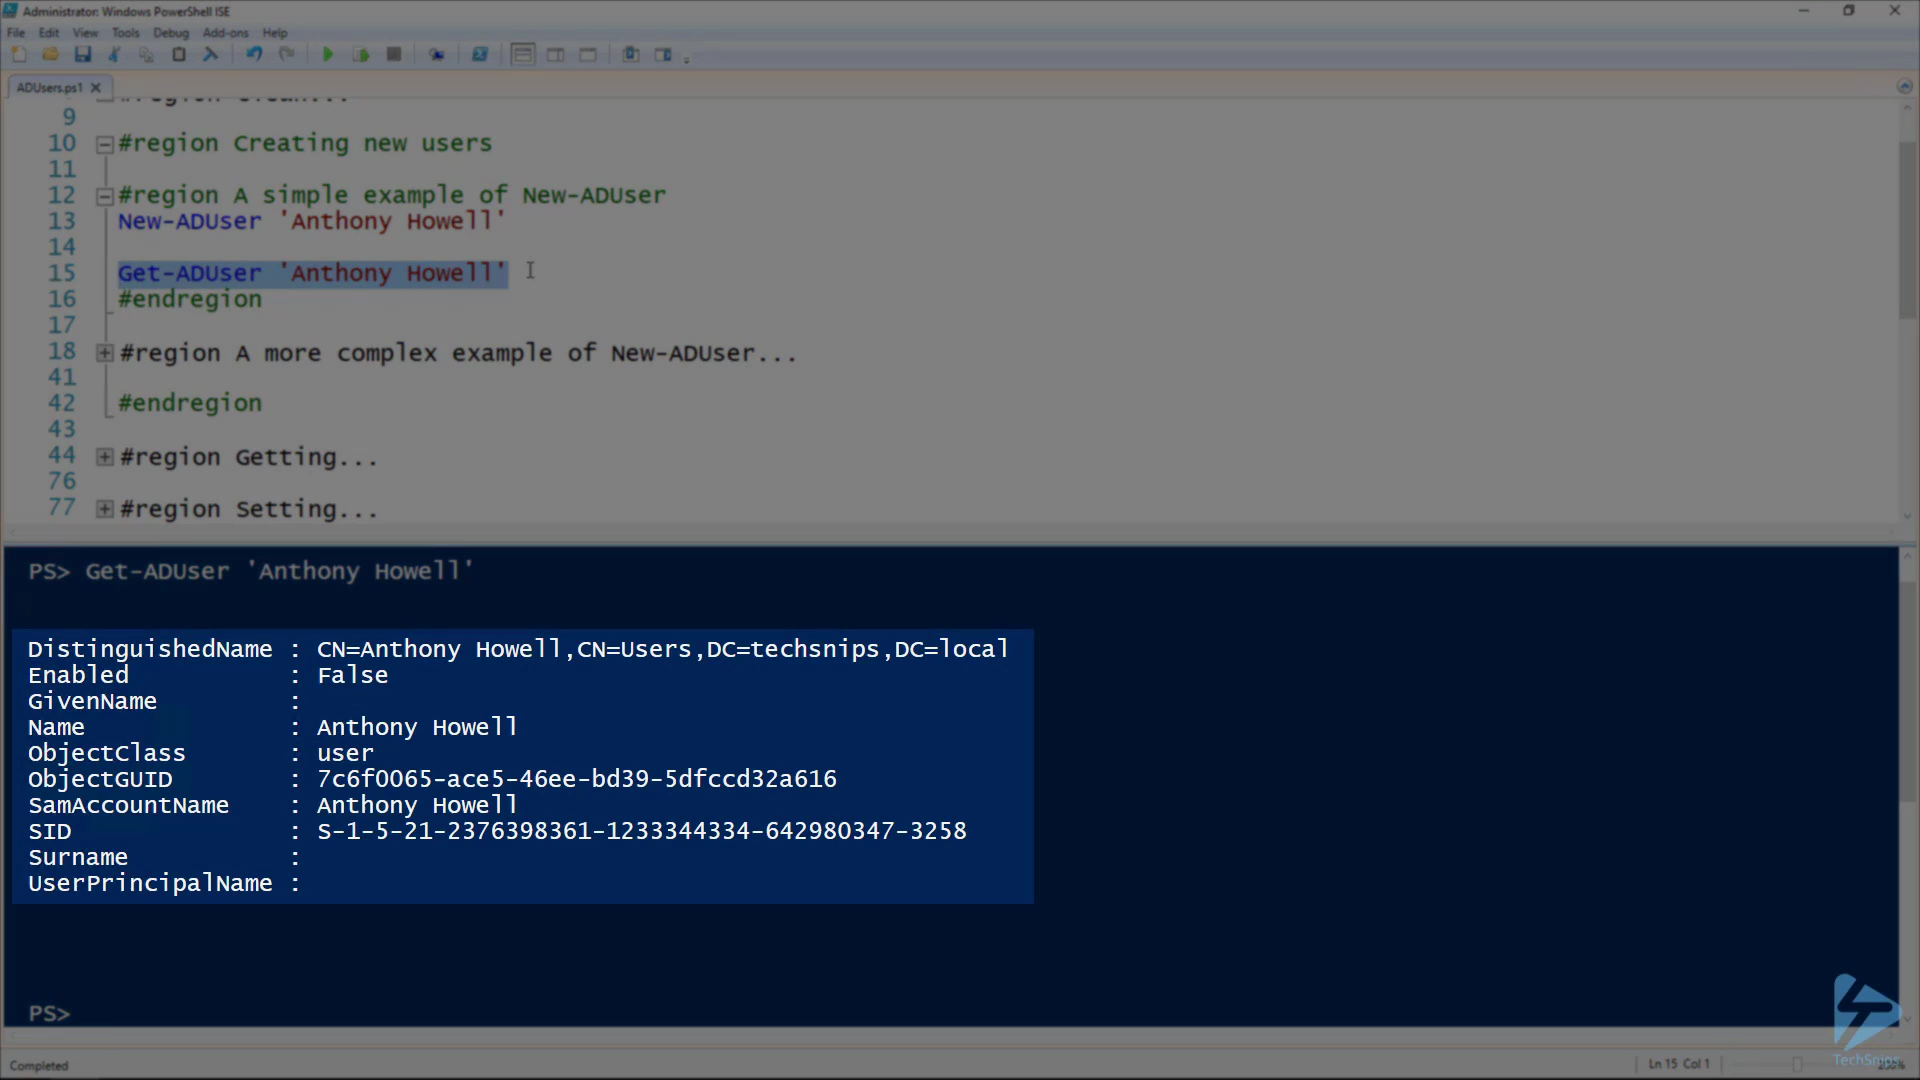 Administrator: Windows PowerShell ISE
File Edit View Tools Debug Add-ons Help
ADUsers.ps1
9
10 #region Creating new users
11
12 #region A simple example of New-ADUser
13 New-ADUser 'Anthony Howell'
14
15 Get-ADUser 'Anthony Howell'
16 #endregion
17
18 #region A more complex example of New-ADUser...
41
42 #endregion
43
44 #region Getting...
76
77 #region Setting...
PS> Get-ADUser 'Anthony Howell'
DistinguishedName : CN=Anthony Howell,CN=Users,DC=techsnips,DC=local
Enabled : False
GivenName :
Name : Anthony Howell
ObjectClass : user
ObjectGUID : 7c6f0065-ace5-46ee-bd39-5dfccd32a616
SamAccountName : Anthony Howell
SID : S-1-5-21-2376398361-1233344334-642980347-3258
Surname :
UserPrincipalName :
PS>
TechSnips
Completed
Ln 15 Col 1